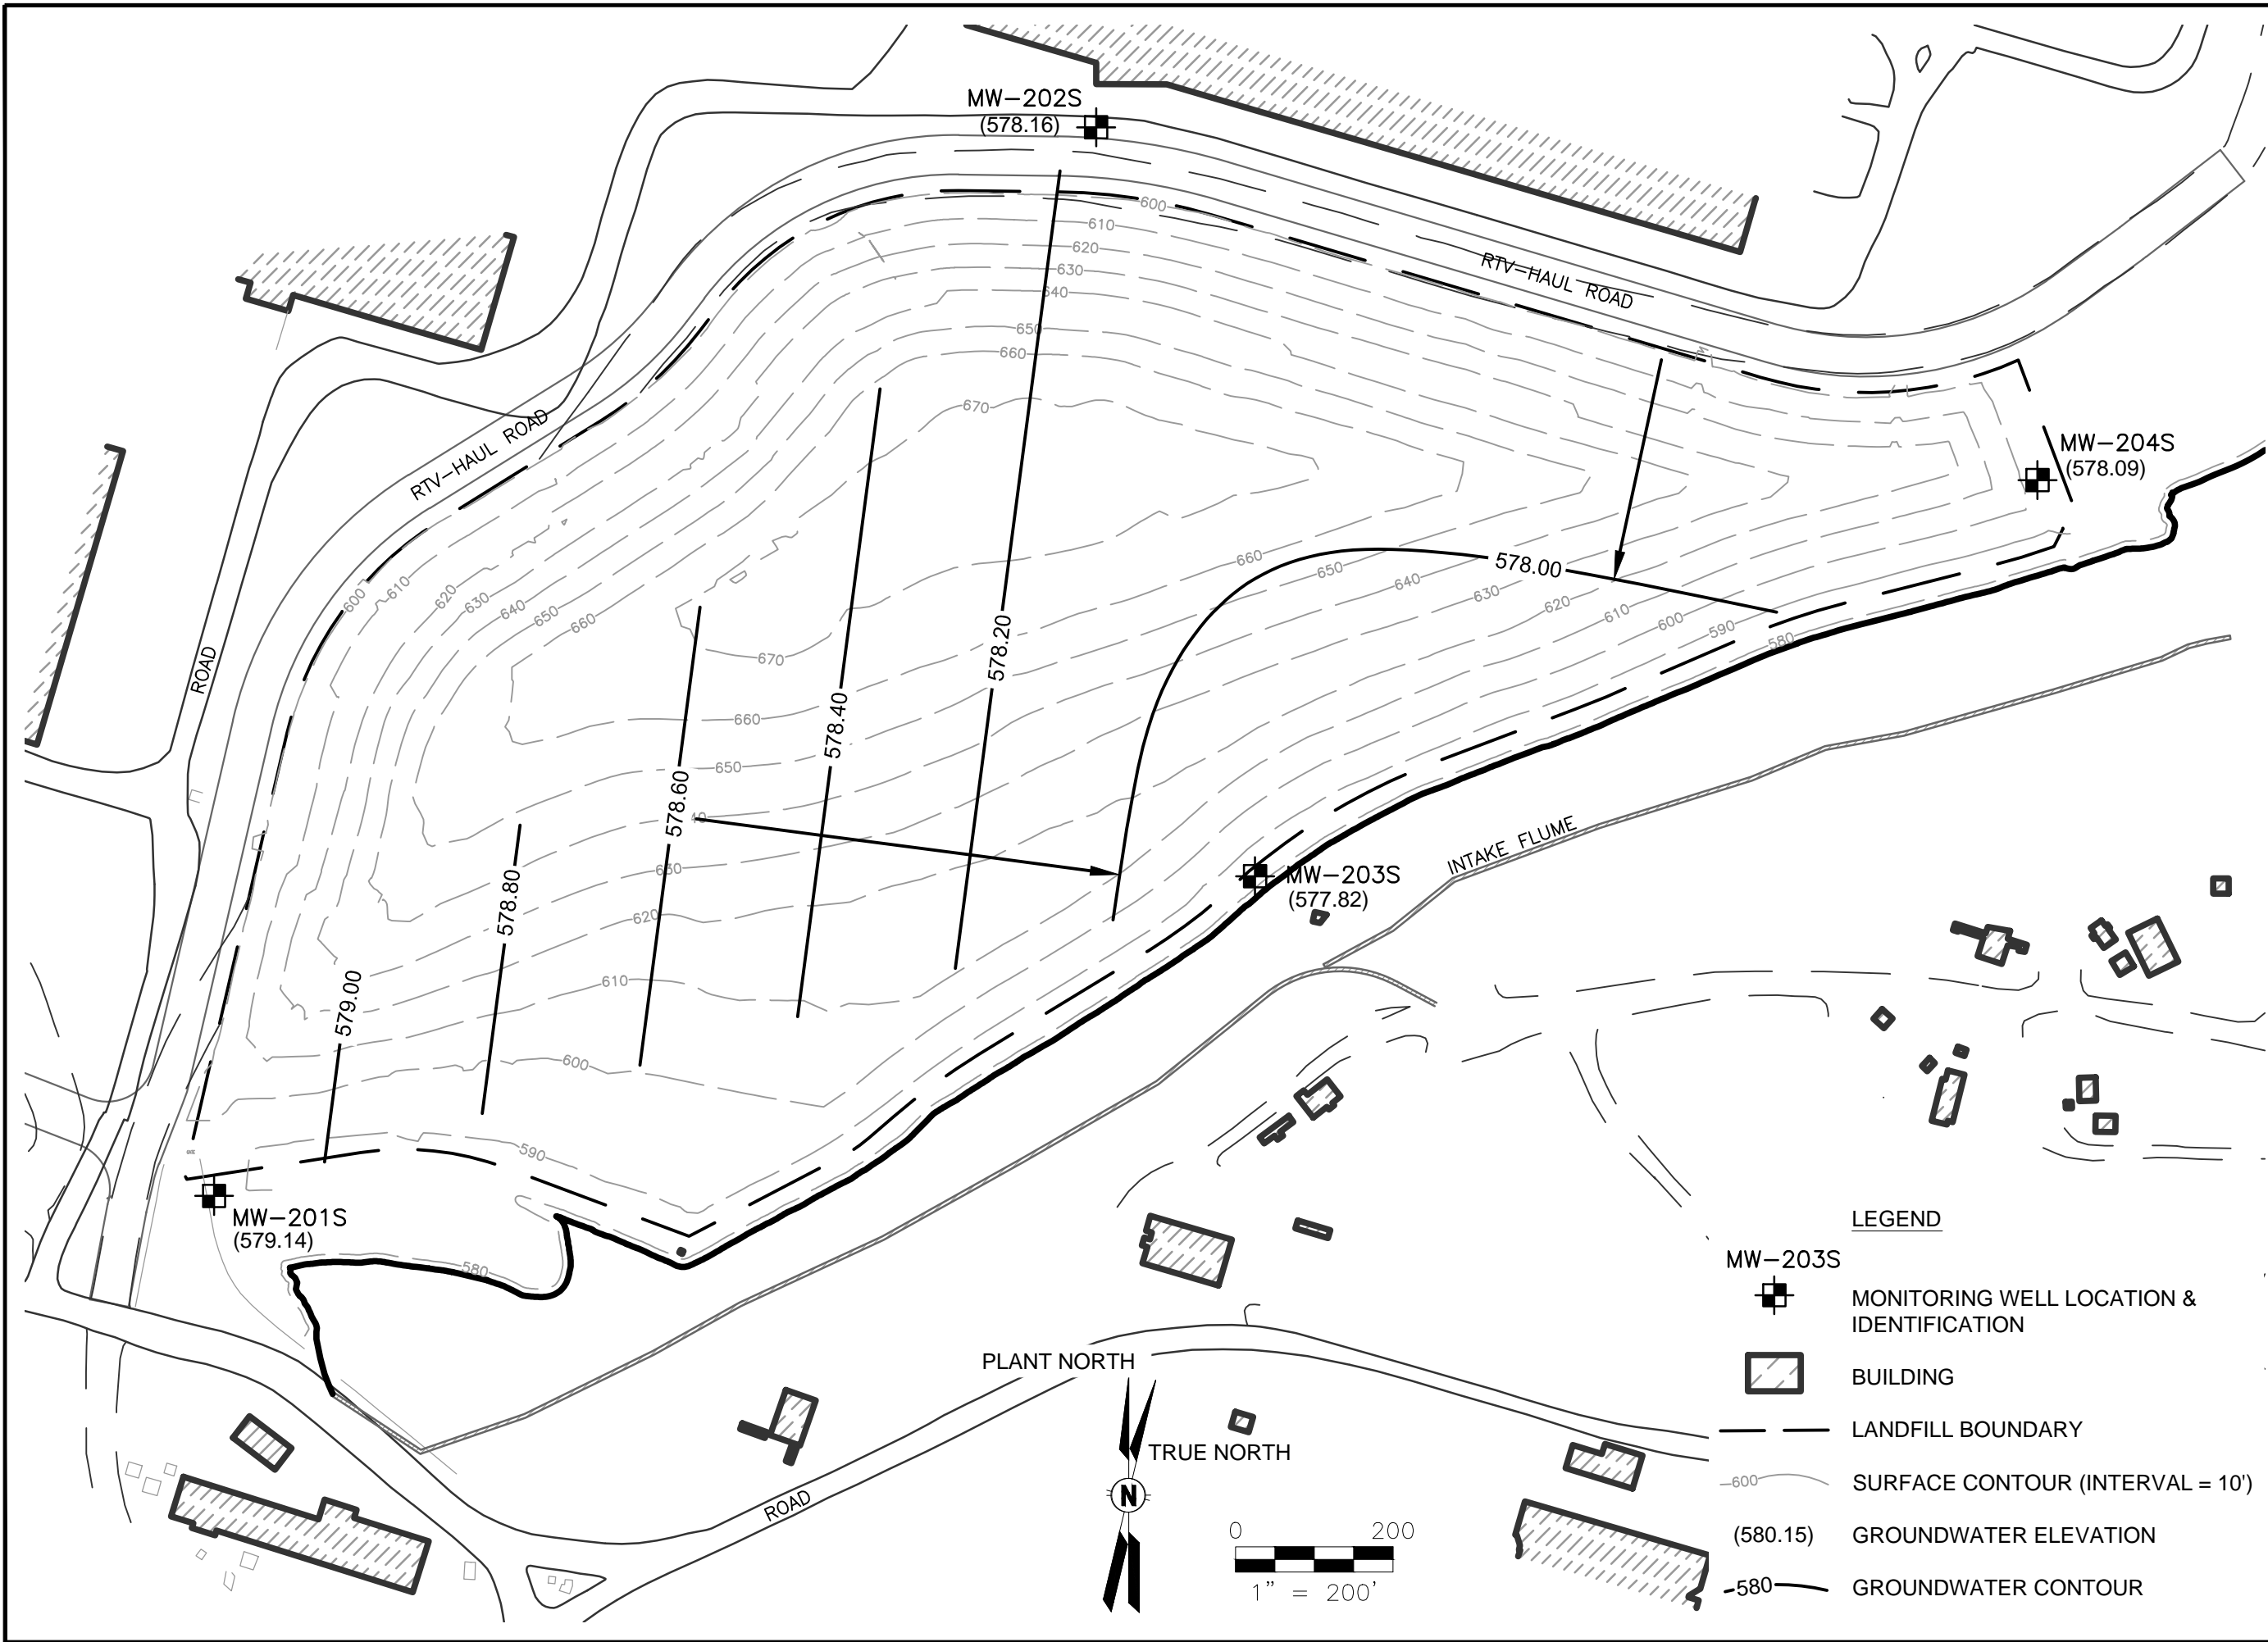 MW-202S
(578.16)
600
610
620
630
640
650
660
670
RTV-HAUL ROAD
MW-204S
(578.09)
RTV-HAUL ROAD
600
610
620
630
640
650
660
578.00
660
650
640
630
620
610
600
590
580
578.20
ROAD
670
578.40
660
578.60
650
40
630
578.80
620
610
INTAKE FLUME
MW-203S
(577.82)
579.00
600
590
MW-201S
(579.14)
580
LEGEND
MW-203S
MONITORING WELL LOCATION &
IDENTIFICATION
BUILDING
LANDFILL BOUNDARY
600
SURFACE CONTOUR (INTERVAL = 10')
(580.15)
GROUNDWATER ELEVATION
580
GROUNDWATER CONTOUR
PLANT NORTH
TRUE NORTH
N
ROAD
0 200
1" = 200'